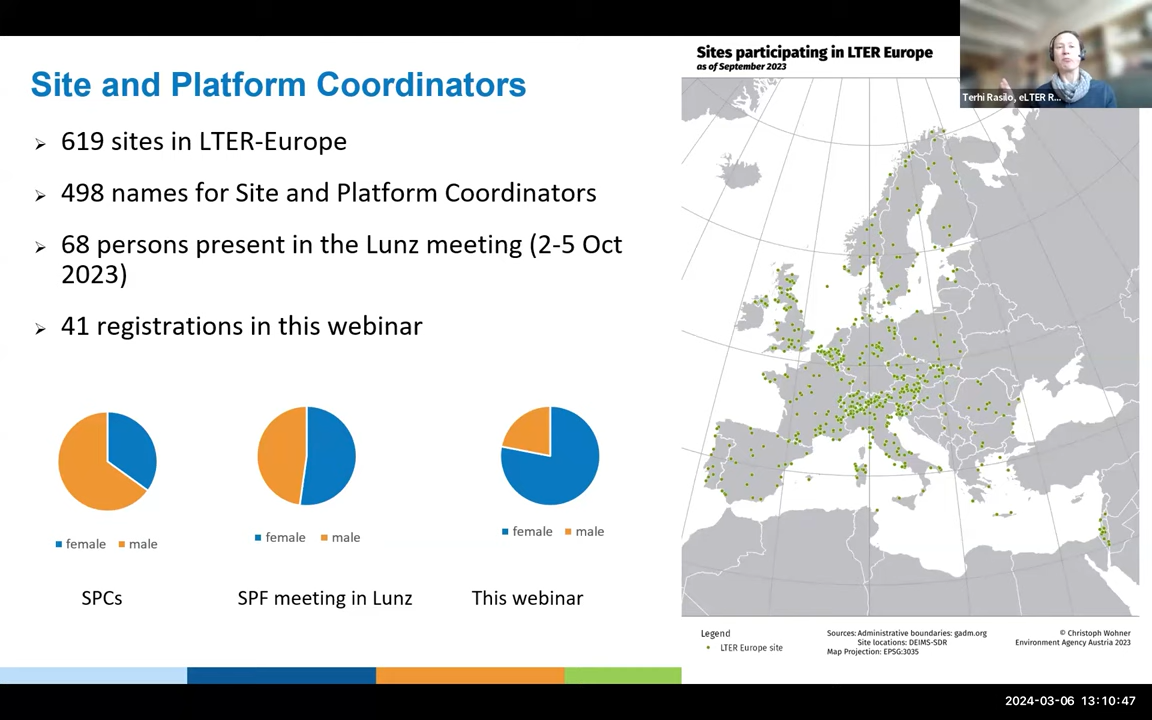 Sites participating in LTER Europe
as of September 2023
Terhi Rasilo, eLTER R...
Site and Platform Coordinators
619 sites in LTER-Europe
498 names for Site and Platform Coordinators
68 persons present in the Lunz meeting (2-5 Oct
2023)
41 registrations in this webinar
female male
female male
female male
SPCs
SPF meeting in Lunz
This webinar
Legend
LTER Europe site
Sources: Administrative boundaries: gadm.org
Site locations: DEIMS-SDR
Map Projection: EPSG:3035
© Christoph Wohner
Environment Agency Austria 2023
2024-03-06 13:10:47